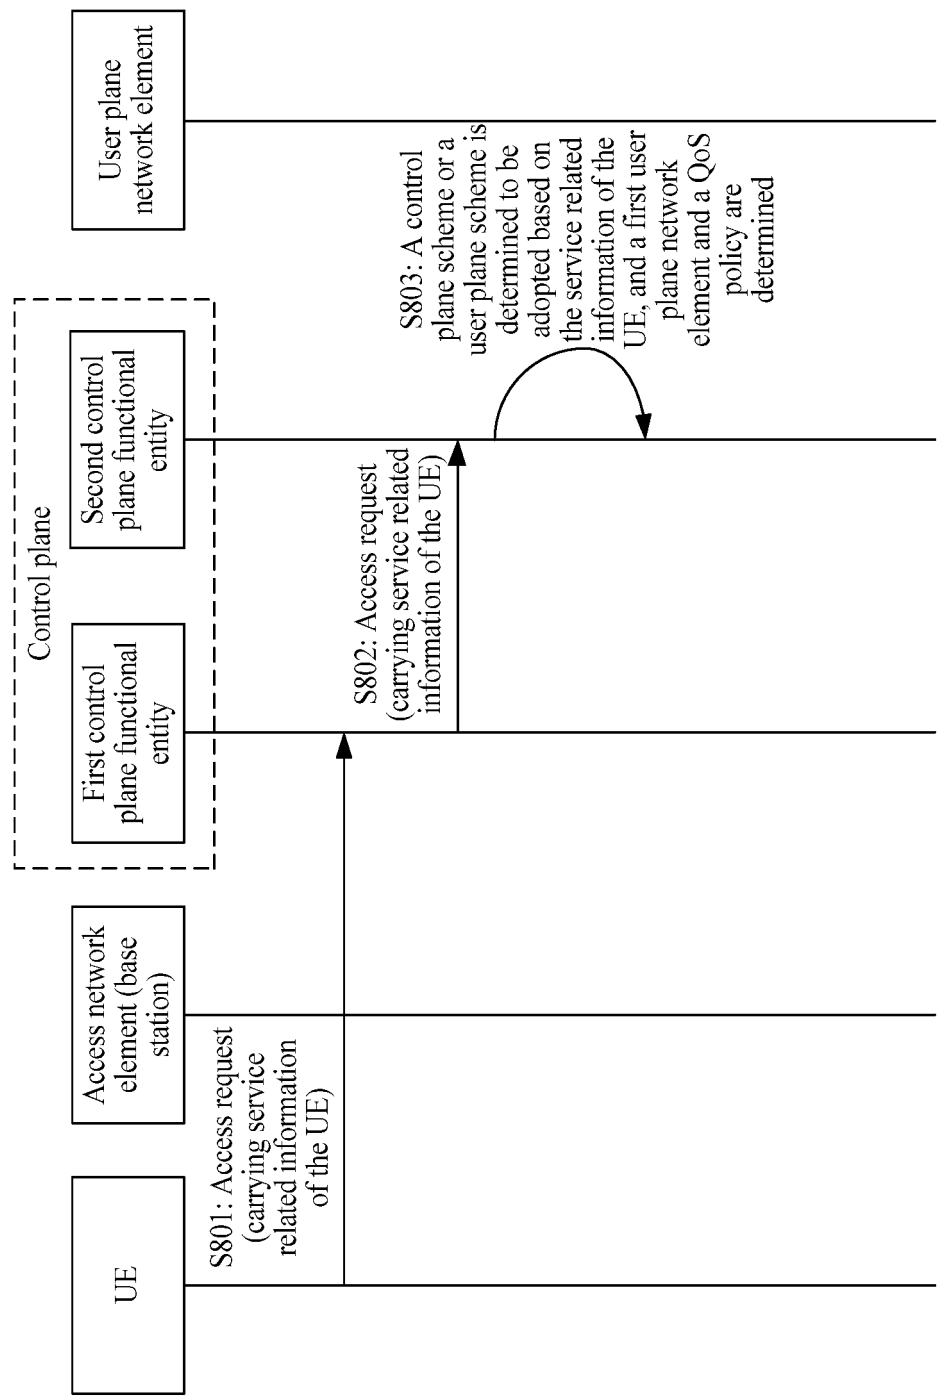 Control plane
UE
Access network
element (base
station)
First control
plane functional
entity
Second control
plane functional
entity
User plane
network element
S801: Access request
(carrying service
related information
of the UE)
S802: Access request
(carrying service related
information of the UE)
S803: A control
plane scheme or a
user plane scheme is
determined to be
adopted based on
the service related
information of the
UE, and a first user
plane network
element and a QoS
policy are
determined